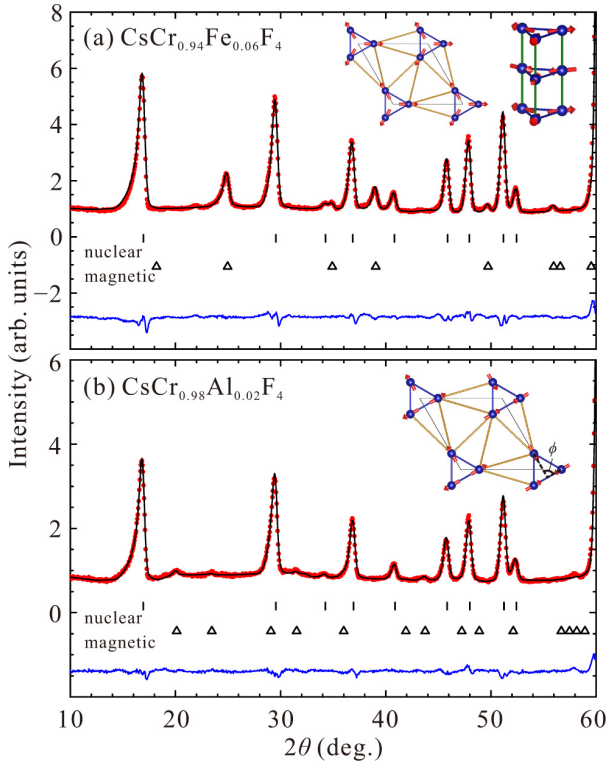 (a) CsCr₀.₉₄Fe₀.₀₆F₄
8
6
4
2
0
−2
nuclear
magnetic
Intensity (arb. units)
(b) CsCr₀.₉₈Al₀.₀₂F₄
ϕ
6
4
2
0
nuclear
magnetic
10 20 30 40 50 60
2θ (deg.)